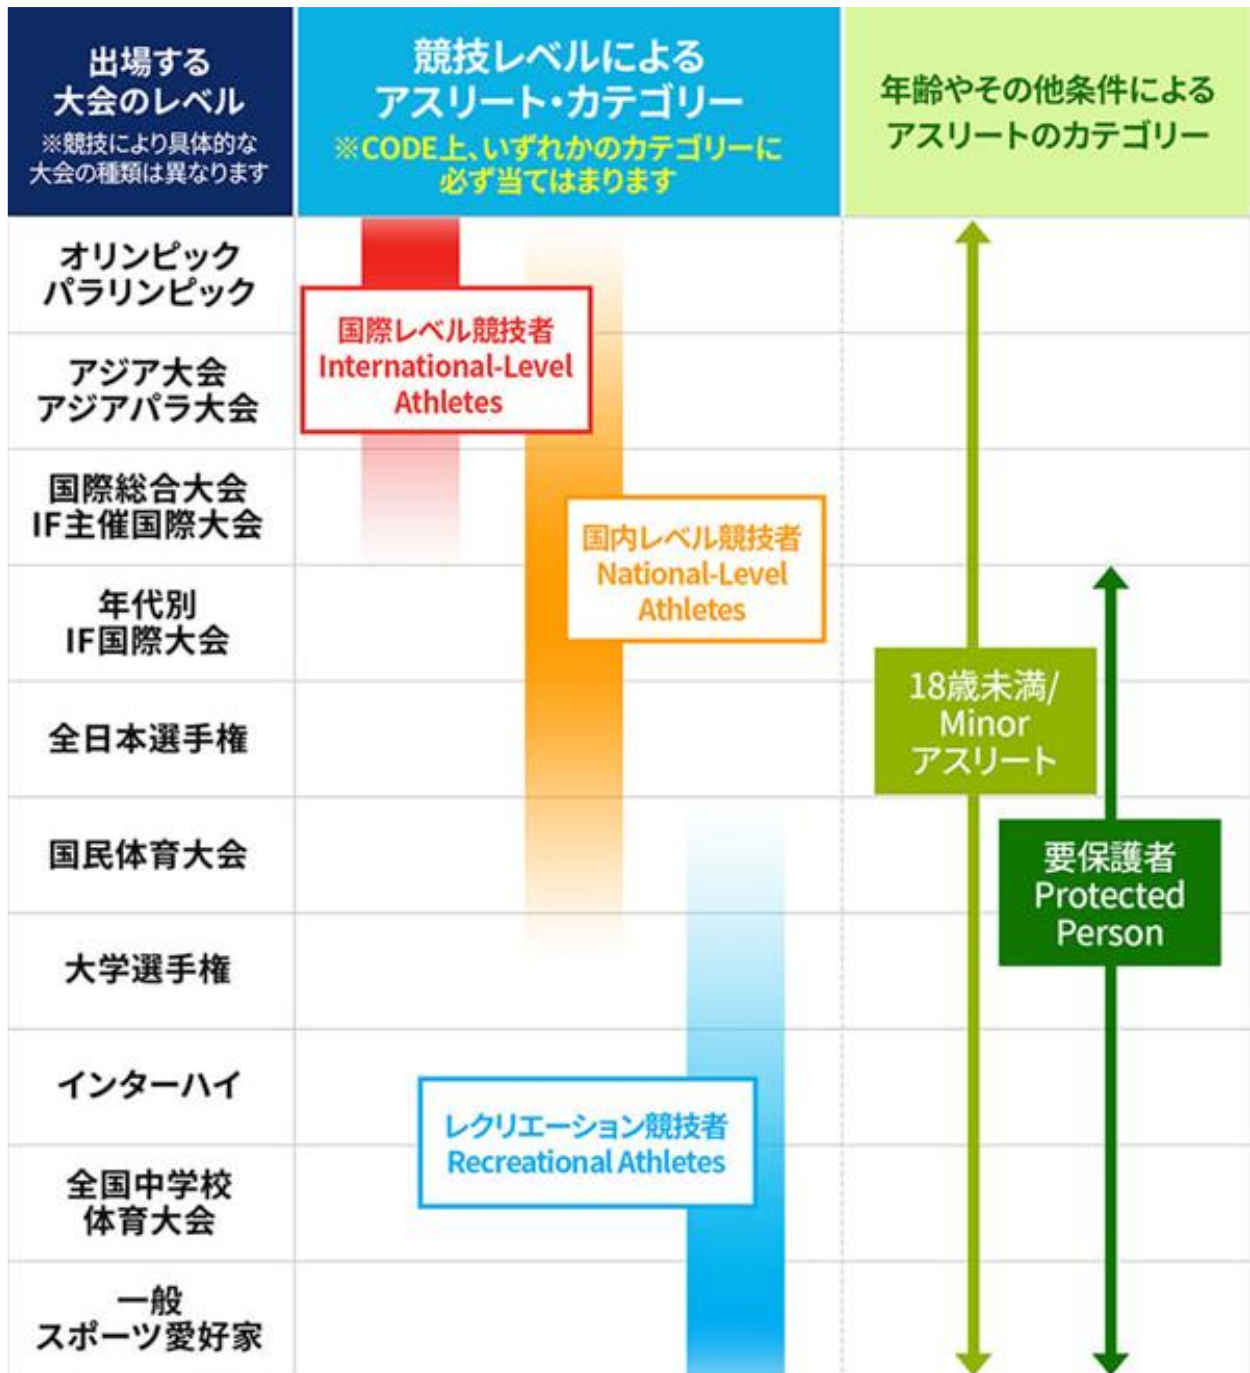 出場する
大会のレベル
※競技により具体的な
大会の種類は異なります
競技レベルによる
アスリート・カテゴリー
※CODE上、いずれかのカテゴリーに
必ず当てはまります
年齢やその他条件による
アスリートのカテゴリー
オリンピック
パラリンピック
国際レベル競技者
International-Level
Athletes
アジア大会
アジアパラ大会
国際総合大会
IF主催国際大会
国内レベル競技者
National-Level
Athletes
年代別
IF国際大会
18歳未満/
Minor
アスリート
全日本選手権
国民体育大会
要保護者
Protected
Person
大学選手権
インターハイ
レクリエーション競技者
Recreational Athletes
全国中学校
体育大会
一般
スポーツ愛好家